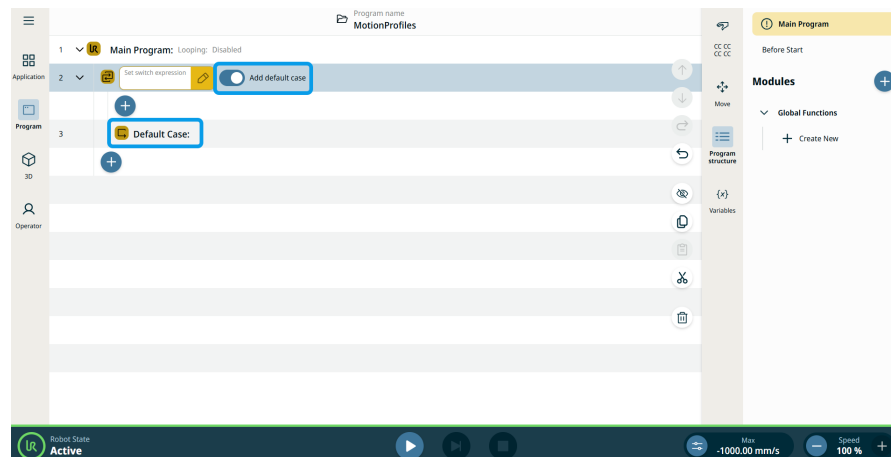 Program name
MotionProfiles
Application
Program
3D
Operator
1 Main Program: Looping: Disabled
2 Set switch expression Add default case
3 Default Case:
CC CC
CC CC
Move
Program
structure
{x}
Variables
Main Program
Before Start
Modules
Global Functions
Create New
Robot State
Active
Max
-1000.00 mm/s
Speed
100 %